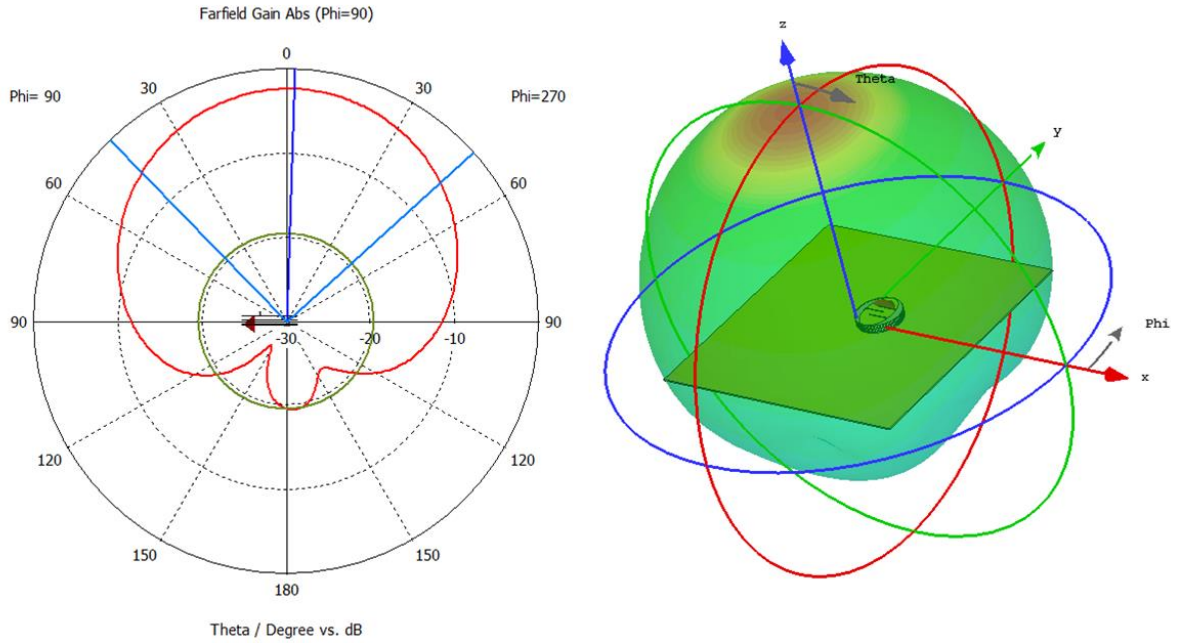 Farfield Gain Abs (Phi=90)
0
Phi= 90
30
30
Phi=270
60
60
90
-30
-20
-10
90
120
120
150
150
180
Theta / Degree vs. dB
z
Theta
y
Phi
x